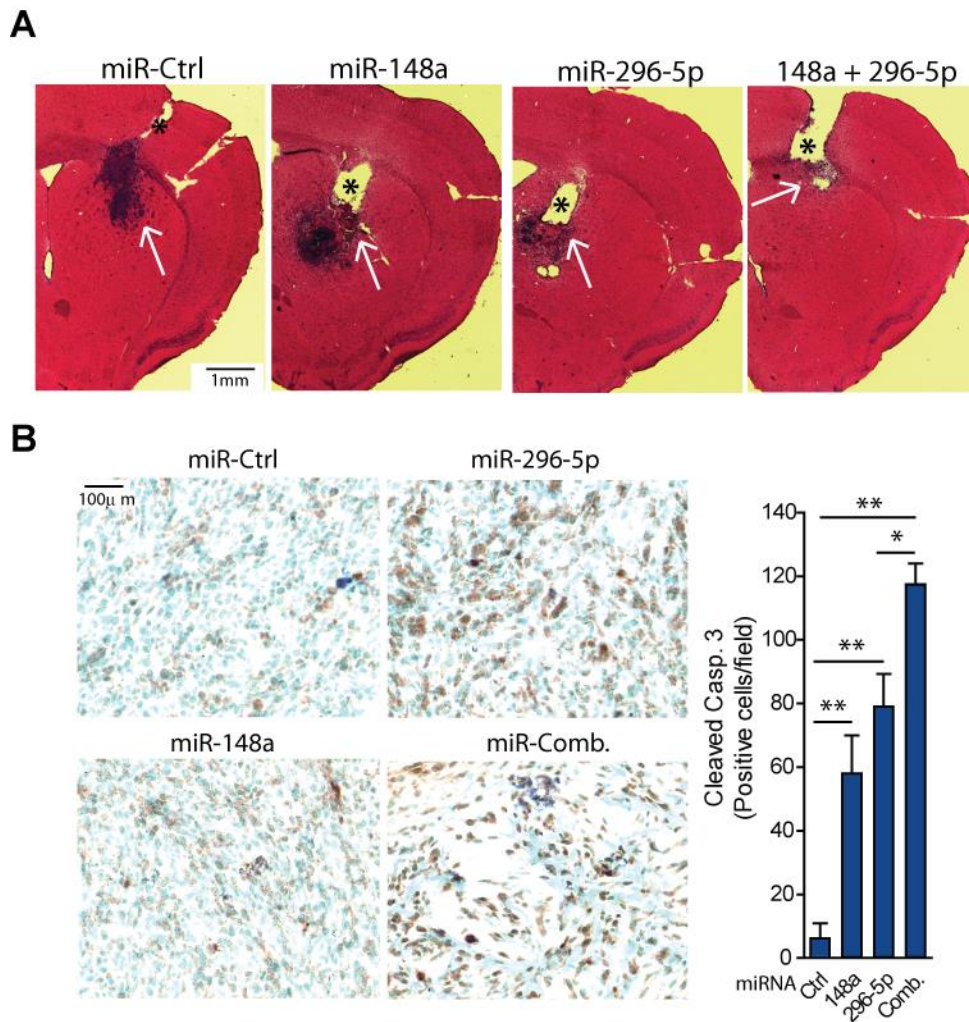 A
miR-Ctrl
miR-148a
miR-296-5p
148a + 296-5p
*
*
*
*
1mm
B
miR-Ctrl
miR-296-5p
100µ m
miR-148a
miR-Comb.
Cleaved Casp. 3
(Positive cells/field)
140
120
100
80
60
40
20
0
**
*
**
**
miRNA
Ctrl
148a
296-5p
Comb.